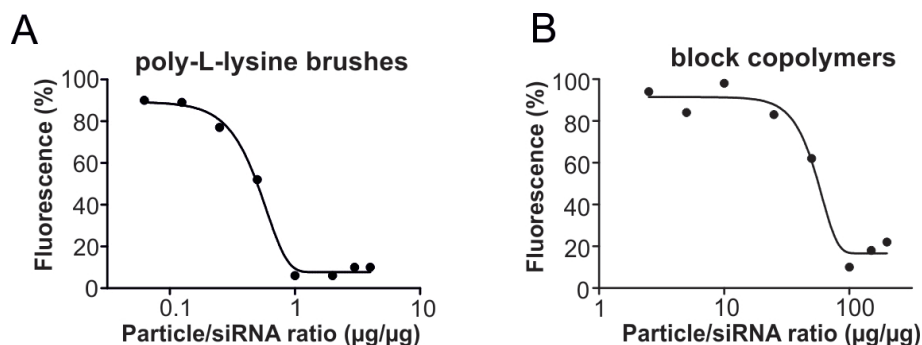 A
poly-L-lysine brushes
Fluorescence (%)
100
80
60
40
20
0
0.1
1
10
Particle/siRNA ratio (µg/µg)
B
block copolymers
Fluorescence (%)
100
80
60
40
20
0
1
10
100
Particle/siRNA ratio (µg/µg)